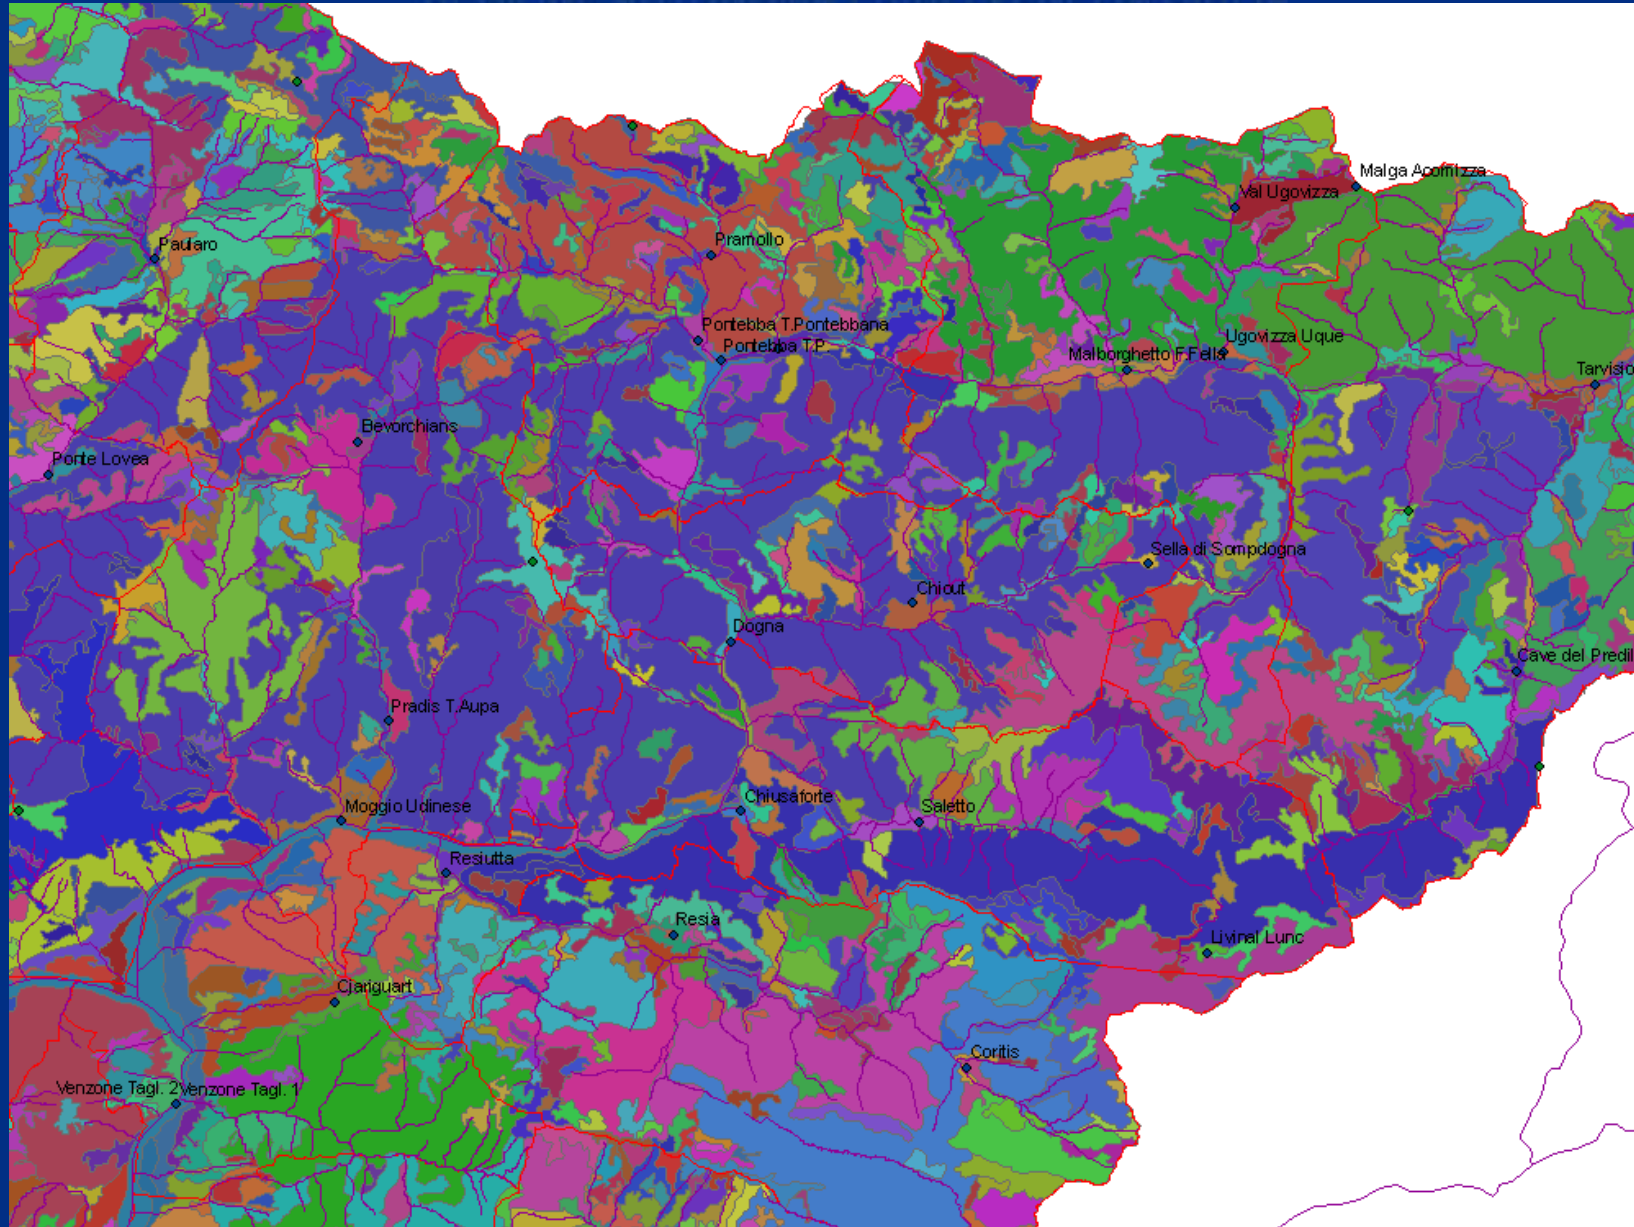 Malga Acomizza
Val Ugovizza
Paularo
Pramollo
Pontebba T.Pontebbana
Pontebba T.P.
Ugovizza Uque
Malborghetto F.Fella
Tarvisio
Bevorchians
Ponte Lovea
Sella di Sompdogna
Chiout
Dogna
Cave del Predil
Pradis T.Aupa
Moggio Udinese
Chiusaforte
Saletto
Resiutta
Resia
Livinal Lunc
Cjariguart
Coritis
Venzone Tagl. 2 Venzone Tagl. 1